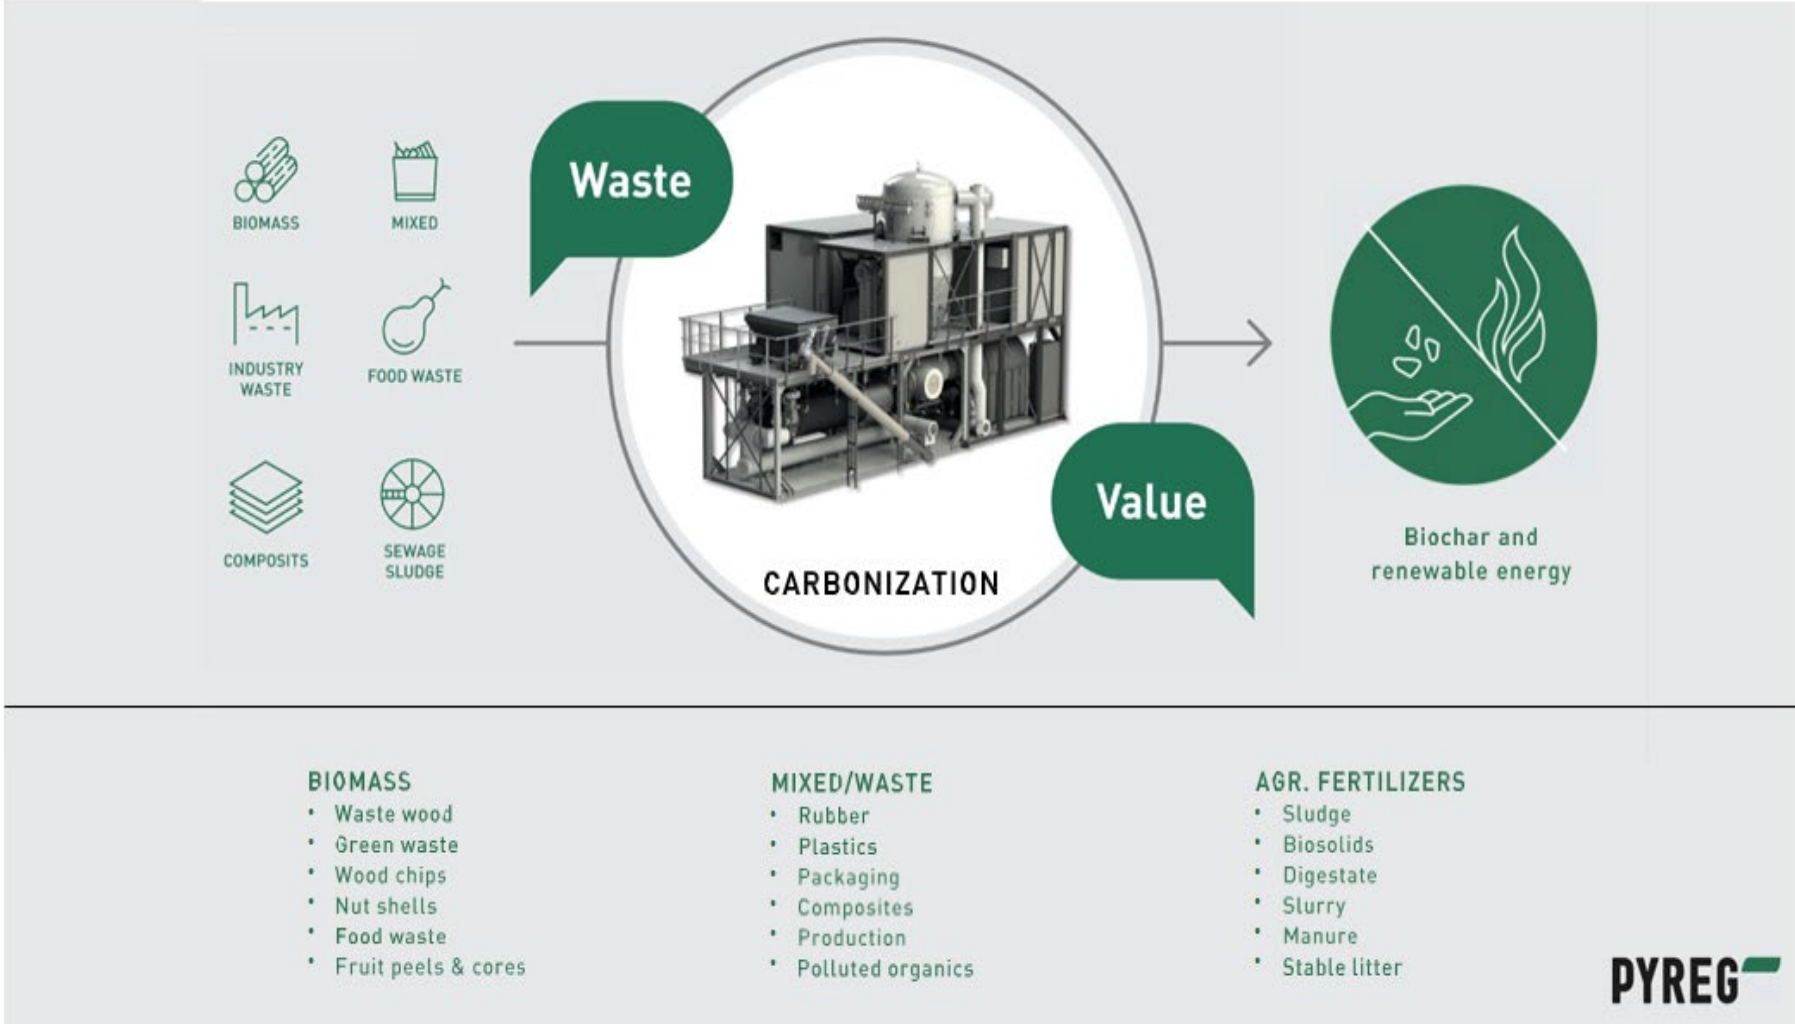 Waste
BIOMASS
MIXED
INDUSTRY
WASTE
FOOD WASTE
COMPOSITS
SEWAGE
SLUDGE
CARBONIZATION
Value
Biochar and
renewable energy
BIOMASS
• Waste wood
• Green waste
• Wood chips
• Nut shells
• Food waste
• Fruit peels & cores
MIXED/WASTE
• Rubber
• Plastics
• Packaging
• Composites
• Production
• Polluted organics
AGR. FERTILIZERS
• Sludge
• Biosolids
• Digestate
• Slurry
• Manure
• Stable litter
PYREG